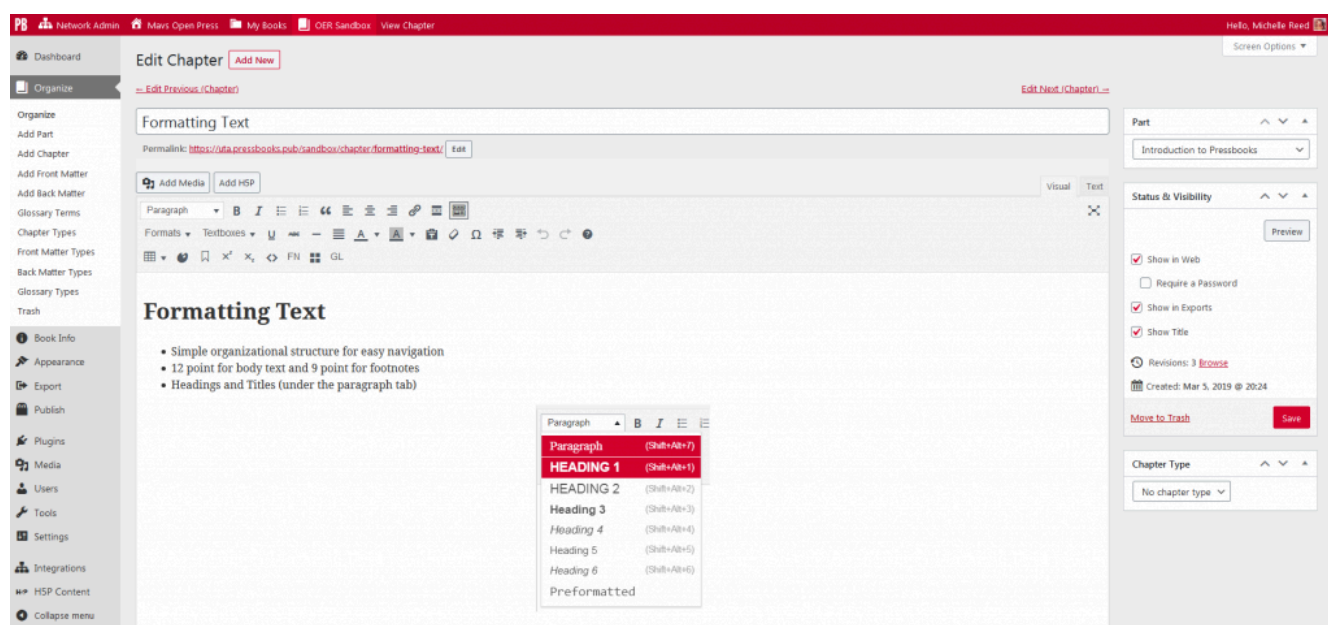 PB Network Admin Mavs Open Press My Books OER Sandbox View Chapter Hello, Michelle Reed
Screen Options ▼
Dashboard
Organize
Organize
Add Part
Add Chapter
Add Front Matter
Add Back Matter
Glossary Terms
Chapter Types
Front Matter Types
Back Matter Types
Glossary Types
Trash
Book Info
Appearance
Export
Publish
Plugins
Media
Users
Tools
Settings
Integrations
H5P Content
Collapse menu
Edit Chapter Add New
← Edit Previous (Chapter) Edit Next (Chapter) →
Formatting Text
Permalink: https://uta.pressbooks.pub/sandbox/chapter/formatting-text/ Edit
Add Media Add H5P Visual Text
Paragraph B I
Formats Textboxes U ABC A A Ω
X² X₂ FN GL
Formatting Text
• Simple organizational structure for easy navigation
• 12 point for body text and 9 point for footnotes
• Headings and Titles (under the paragraph tab)
Paragraph B I
Paragraph (Shift+Alt+7)
HEADING 1 (Shift+Alt+1)
HEADING 2 (Shift+Alt+2)
Heading 3 (Shift+Alt+3)
Heading 4 (Shift+Alt+4)
Heading 5 (Shift+Alt+5)
Heading 6 (Shift+Alt+6)
Preformatted
Part
Introduction to Pressbooks
Status & Visibility
Preview
Show in Web
Require a Password
Show in Exports
Show Title
Revisions: 3 Browse
Created: Mar 5, 2019 @ 20:24
Move to Trash Save
Chapter Type
No chapter type